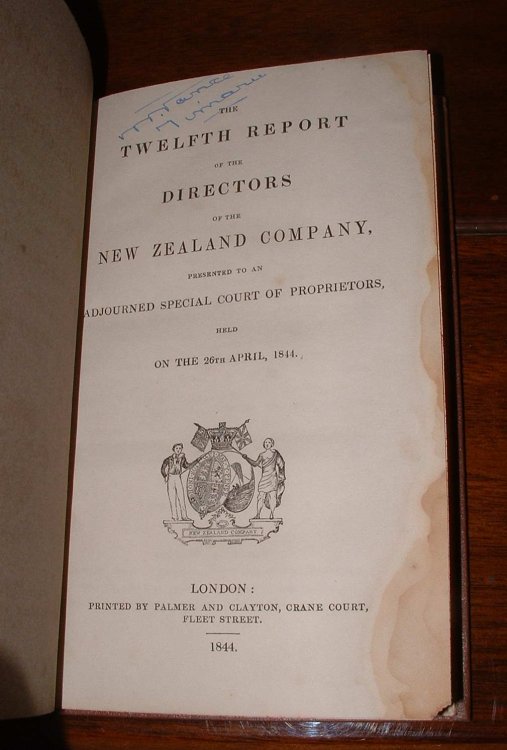 THE
TWELFTH REPORT
OF THE
DIRECTORS
OF THE
NEW ZEALAND COMPANY,
PRESENTED TO AN
ADJOURNED SPECIAL COURT OF PROPRIETORS,
HELD
ON THE 26TH APRIL, 1844.
NEW ZEALAND COMPANY
LONDON:
PRINTED BY PALMER AND CLAYTON, CRANE COURT,
FLEET STREET.
1844.